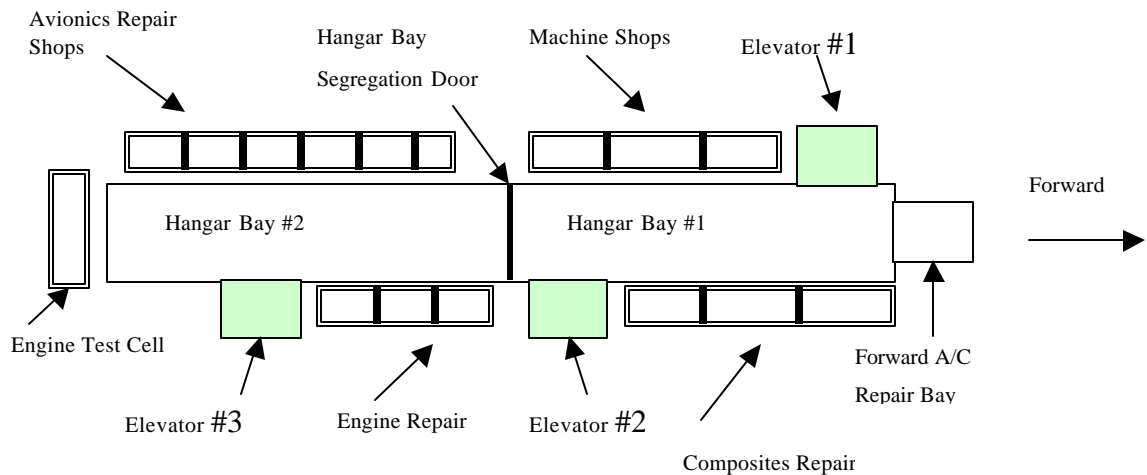 Avionics Repair
Shops
Hangar Bay
Segregation Door
Machine Shops
Elevator #1
Forward
Hangar Bay #2
Hangar Bay #1
Engine Test Cell
Elevator #3
Engine Repair
Elevator #2
Forward A/C
Repair Bay
Composites Repair